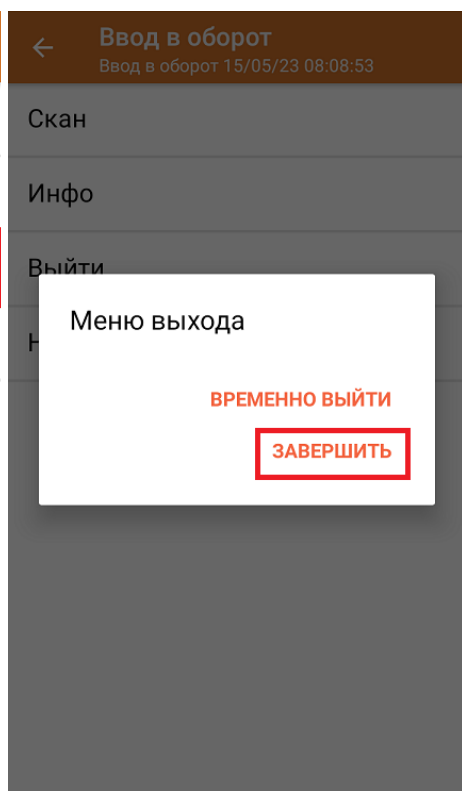 Ввод в оборот
Ввод в оборот 15/05/23 08:08:53
Скан
Инфо
Выйти
Меню выхода
ВРЕМЕННО ВЫЙТИ
ЗАВЕРШИТЬ